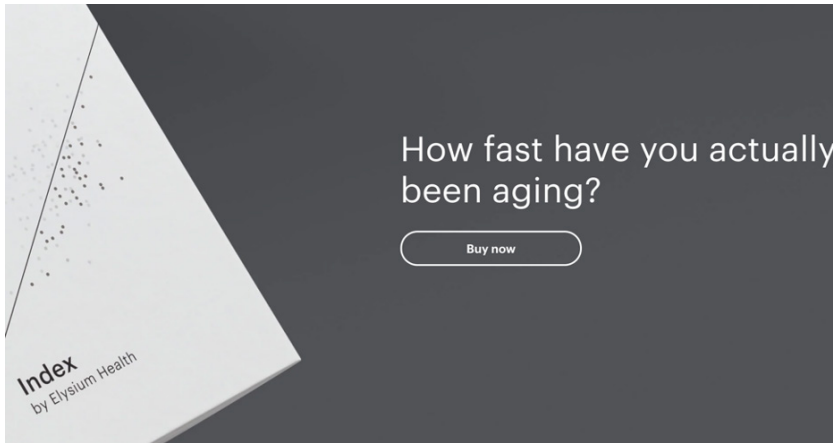 How fast have you actually
been aging?
Buy now
Index
by Elysium Health